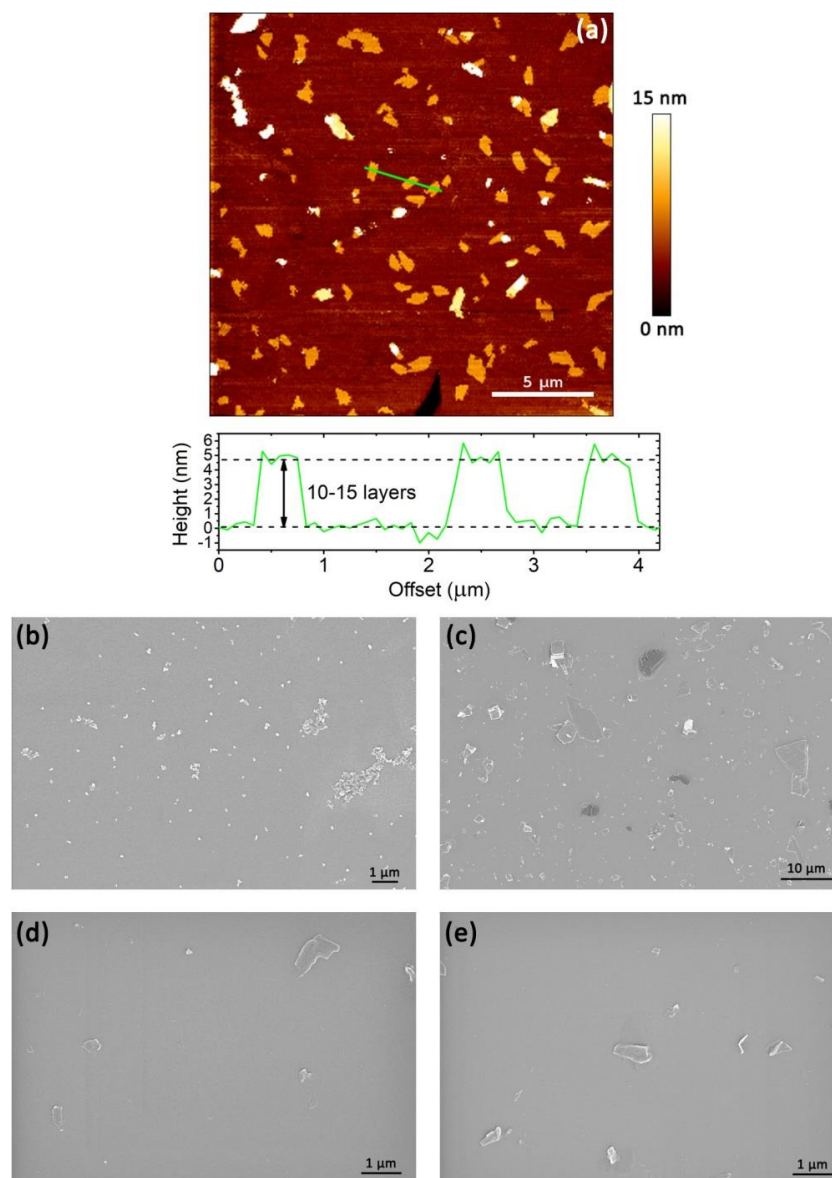 (a)
15 nm
0 nm
5 µm
Height (nm)
6
5
4
3
2
1
0
-1
10-15 layers
0 1 2 3 4
Offset (µm)
(b)
1 µm
(c)
10 µm
(d)
1 µm
(e)
1 µm